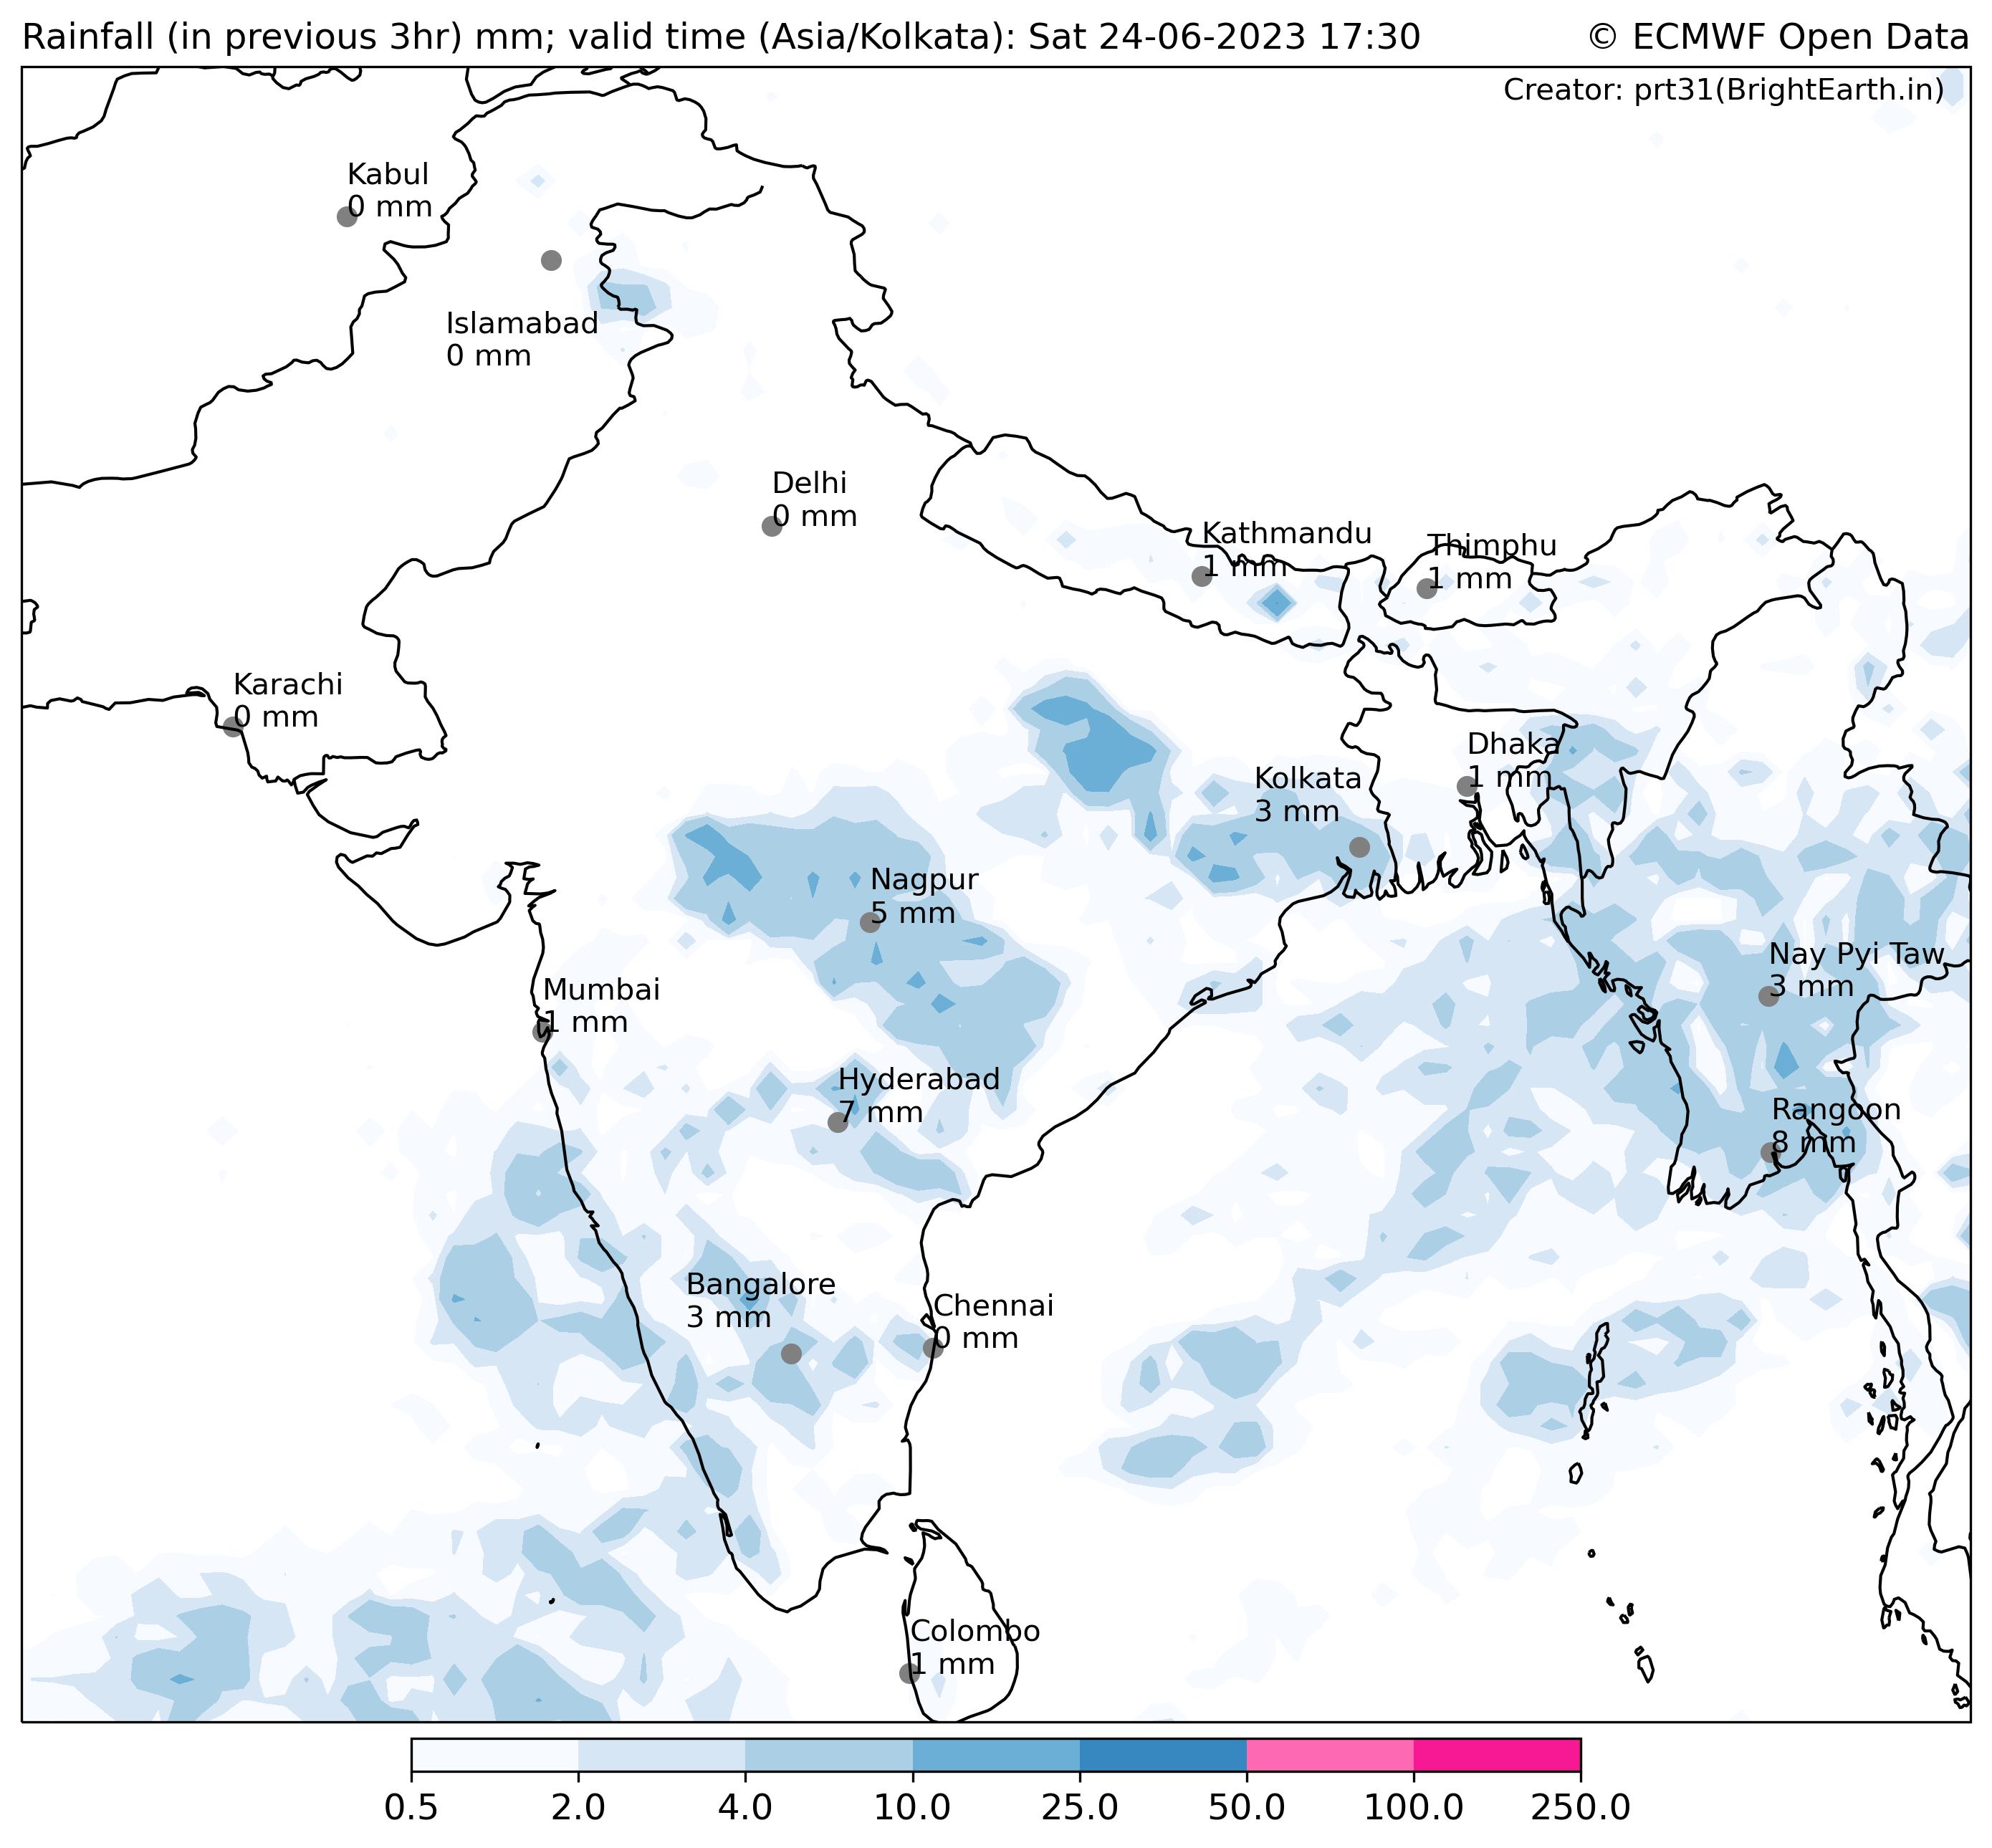 Rainfall (in previous 3hr) mm; valid time (Asia/Kolkata): Sat 24-06-2023 17:30
© ECMWF Open Data
Creator: prt31(BrightEarth.in)
Kabul
0 mm
Islamabad
0 mm
Delhi
0 mm
Kathmandu
1 mm
Thimphu
1 mm
Karachi
0 mm
Dhaka
1 mm
Kolkata
3 mm
Nagpur
5 mm
Nay Pyi Taw
3 mm
Mumbai
1 mm
Hyderabad
7 mm
Rangoon
8 mm
Bangalore
3 mm
Chennai
0 mm
Colombo
1 mm
0.5 2.0 4.0 10.0 25.0 50.0 100.0 250.0